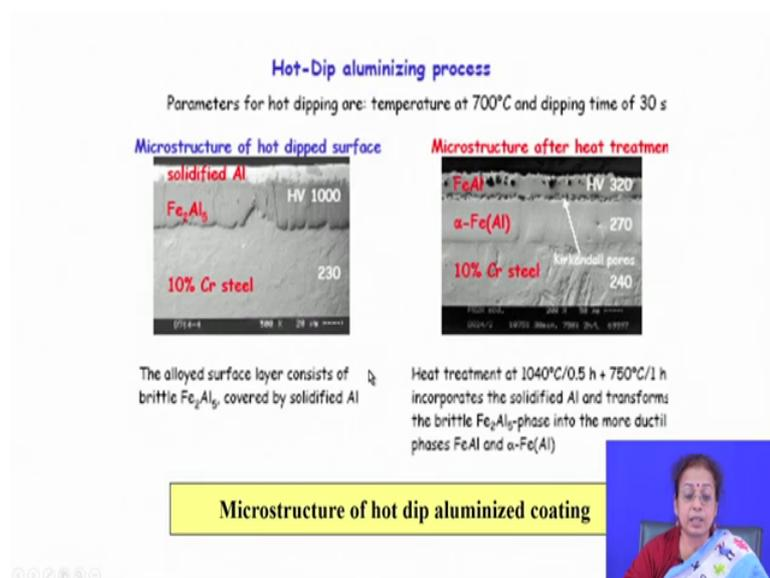 Hot-Dip aluminizing process
Parameters for hot dipping are: temperature at 700°C and dipping time of 30 s
Microstructure of hot dipped surface
solidified Al
HV 1000
Fe₂Al₅
10% Cr steel
230
Microstructure after heat treatmen
FeAl
HV 320
α-Fe(Al)
270
Kirkendall pores
10% Cr steel
240
The alloyed surface layer consists of
brittle Fe₂Al₅, covered by solidified Al
Heat treatment at 1040°C/0.5 h + 750°C/1 h
incorporates the solidified Al and transforms
the brittle Fe₂Al₅-phase into the more ductil
phases FeAl and α-Fe(Al)
Microstructure of hot dip aluminized coating